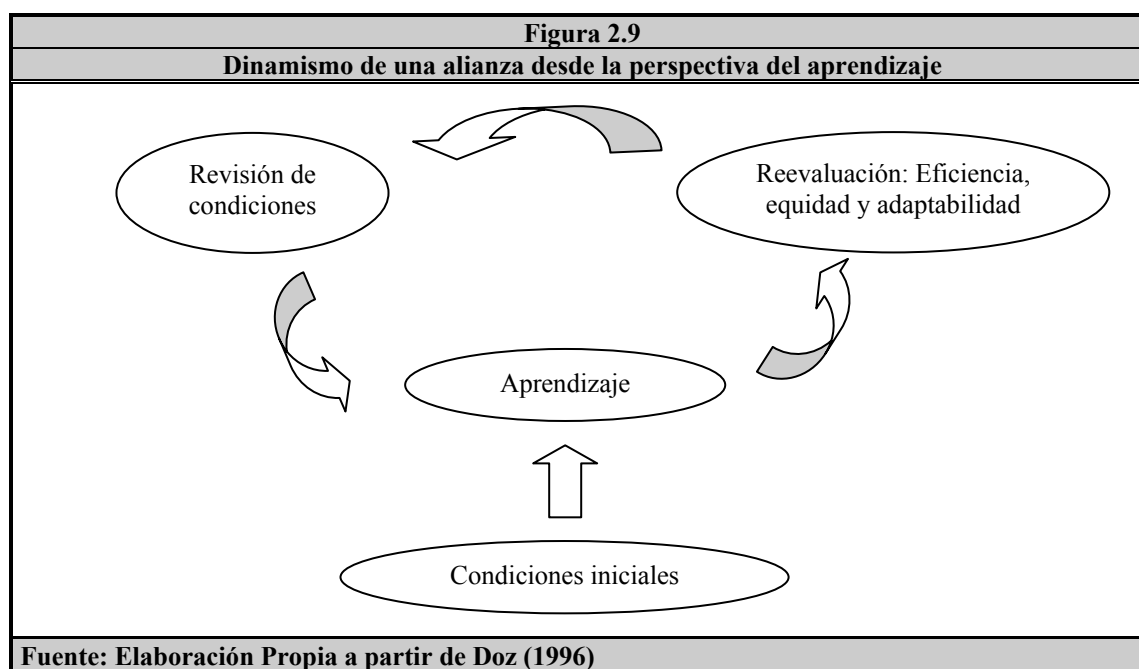 Figura 2.9
Dinamismo de una alianza desde la perspectiva del aprendizaje
Revisión de
condiciones
Reevaluación: Eficiencia,
equidad y adaptabilidad
Aprendizaje
Condiciones iniciales
Fuente: Elaboración Propia a partir de Doz (1996)